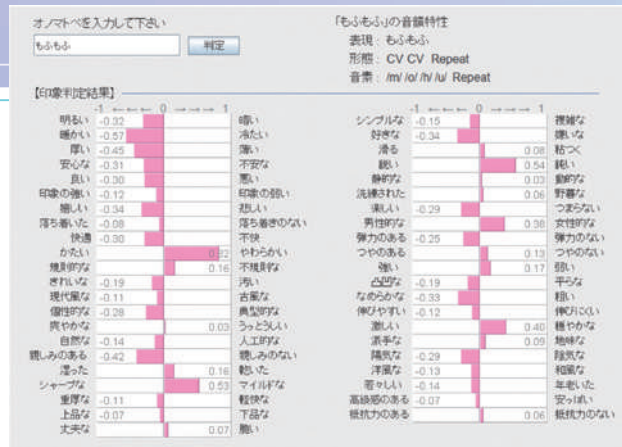 オノマトペを入力して下さい
もふもふ
判定
「もふもふ」の音韻特性
表現: もふもふ
形態: CV CV Repeat
音素: /m/ /o/ /h/ /u/ Repeat
【印象判定結果】
-1 ←←← 0 →→→ 1
明るい -0.32 暗い
暖かい -0.57 冷たい
厚い -0.45 薄い
安心な -0.31 不安な
良い -0.30 悪い
印象の強い -0.12 印象の弱い
嬉しい -0.34 悲しい
落ち着いた -0.08 落ち着きのない
快適 -0.30 不快
かたい 0.82 やわらかい
規則的な 0.16 不規則な
きれいな -0.19 汚い
現代風な -0.11 古風な
個性的な -0.28 典型的な
爽やかな 0.03 うっとうしい
自然な -0.14 人工的な
親しみのある -0.42 親しみのない
湿った 0.16 乾いた
シャープな 0.53 マイルドな
重厚な -0.11 軽快な
上品な -0.07 下品な
丈夫な 0.07 脆い
-1 ←←← 0 →→→ 1
シンプルな -0.15 複雑な
好きな -0.34 嫌いな
滑る 0.08 粘つく
鋭い 0.54 鈍い
静的な 0.03 動的な
洗練された 0.06 野暮な
楽しい -0.29 つまらない
男性的な 0.38 女性的な
弾力のある -0.25 弾力のない
つやのある 0.13 つやのない
強い 0.17 弱い
凸凹な -0.19 平らな
なめらかな -0.33 粗い
伸びやすい -0.12 伸びにくい
激しい 0.40 穏やかな
派手な 0.09 地味な
陽気な -0.29 陰気な
洋風な -0.13 和風な
若々しい -0.14 年老いた
高級感のある -0.07 安っぽい
抵抗力のある 0.06 抵抗力のない